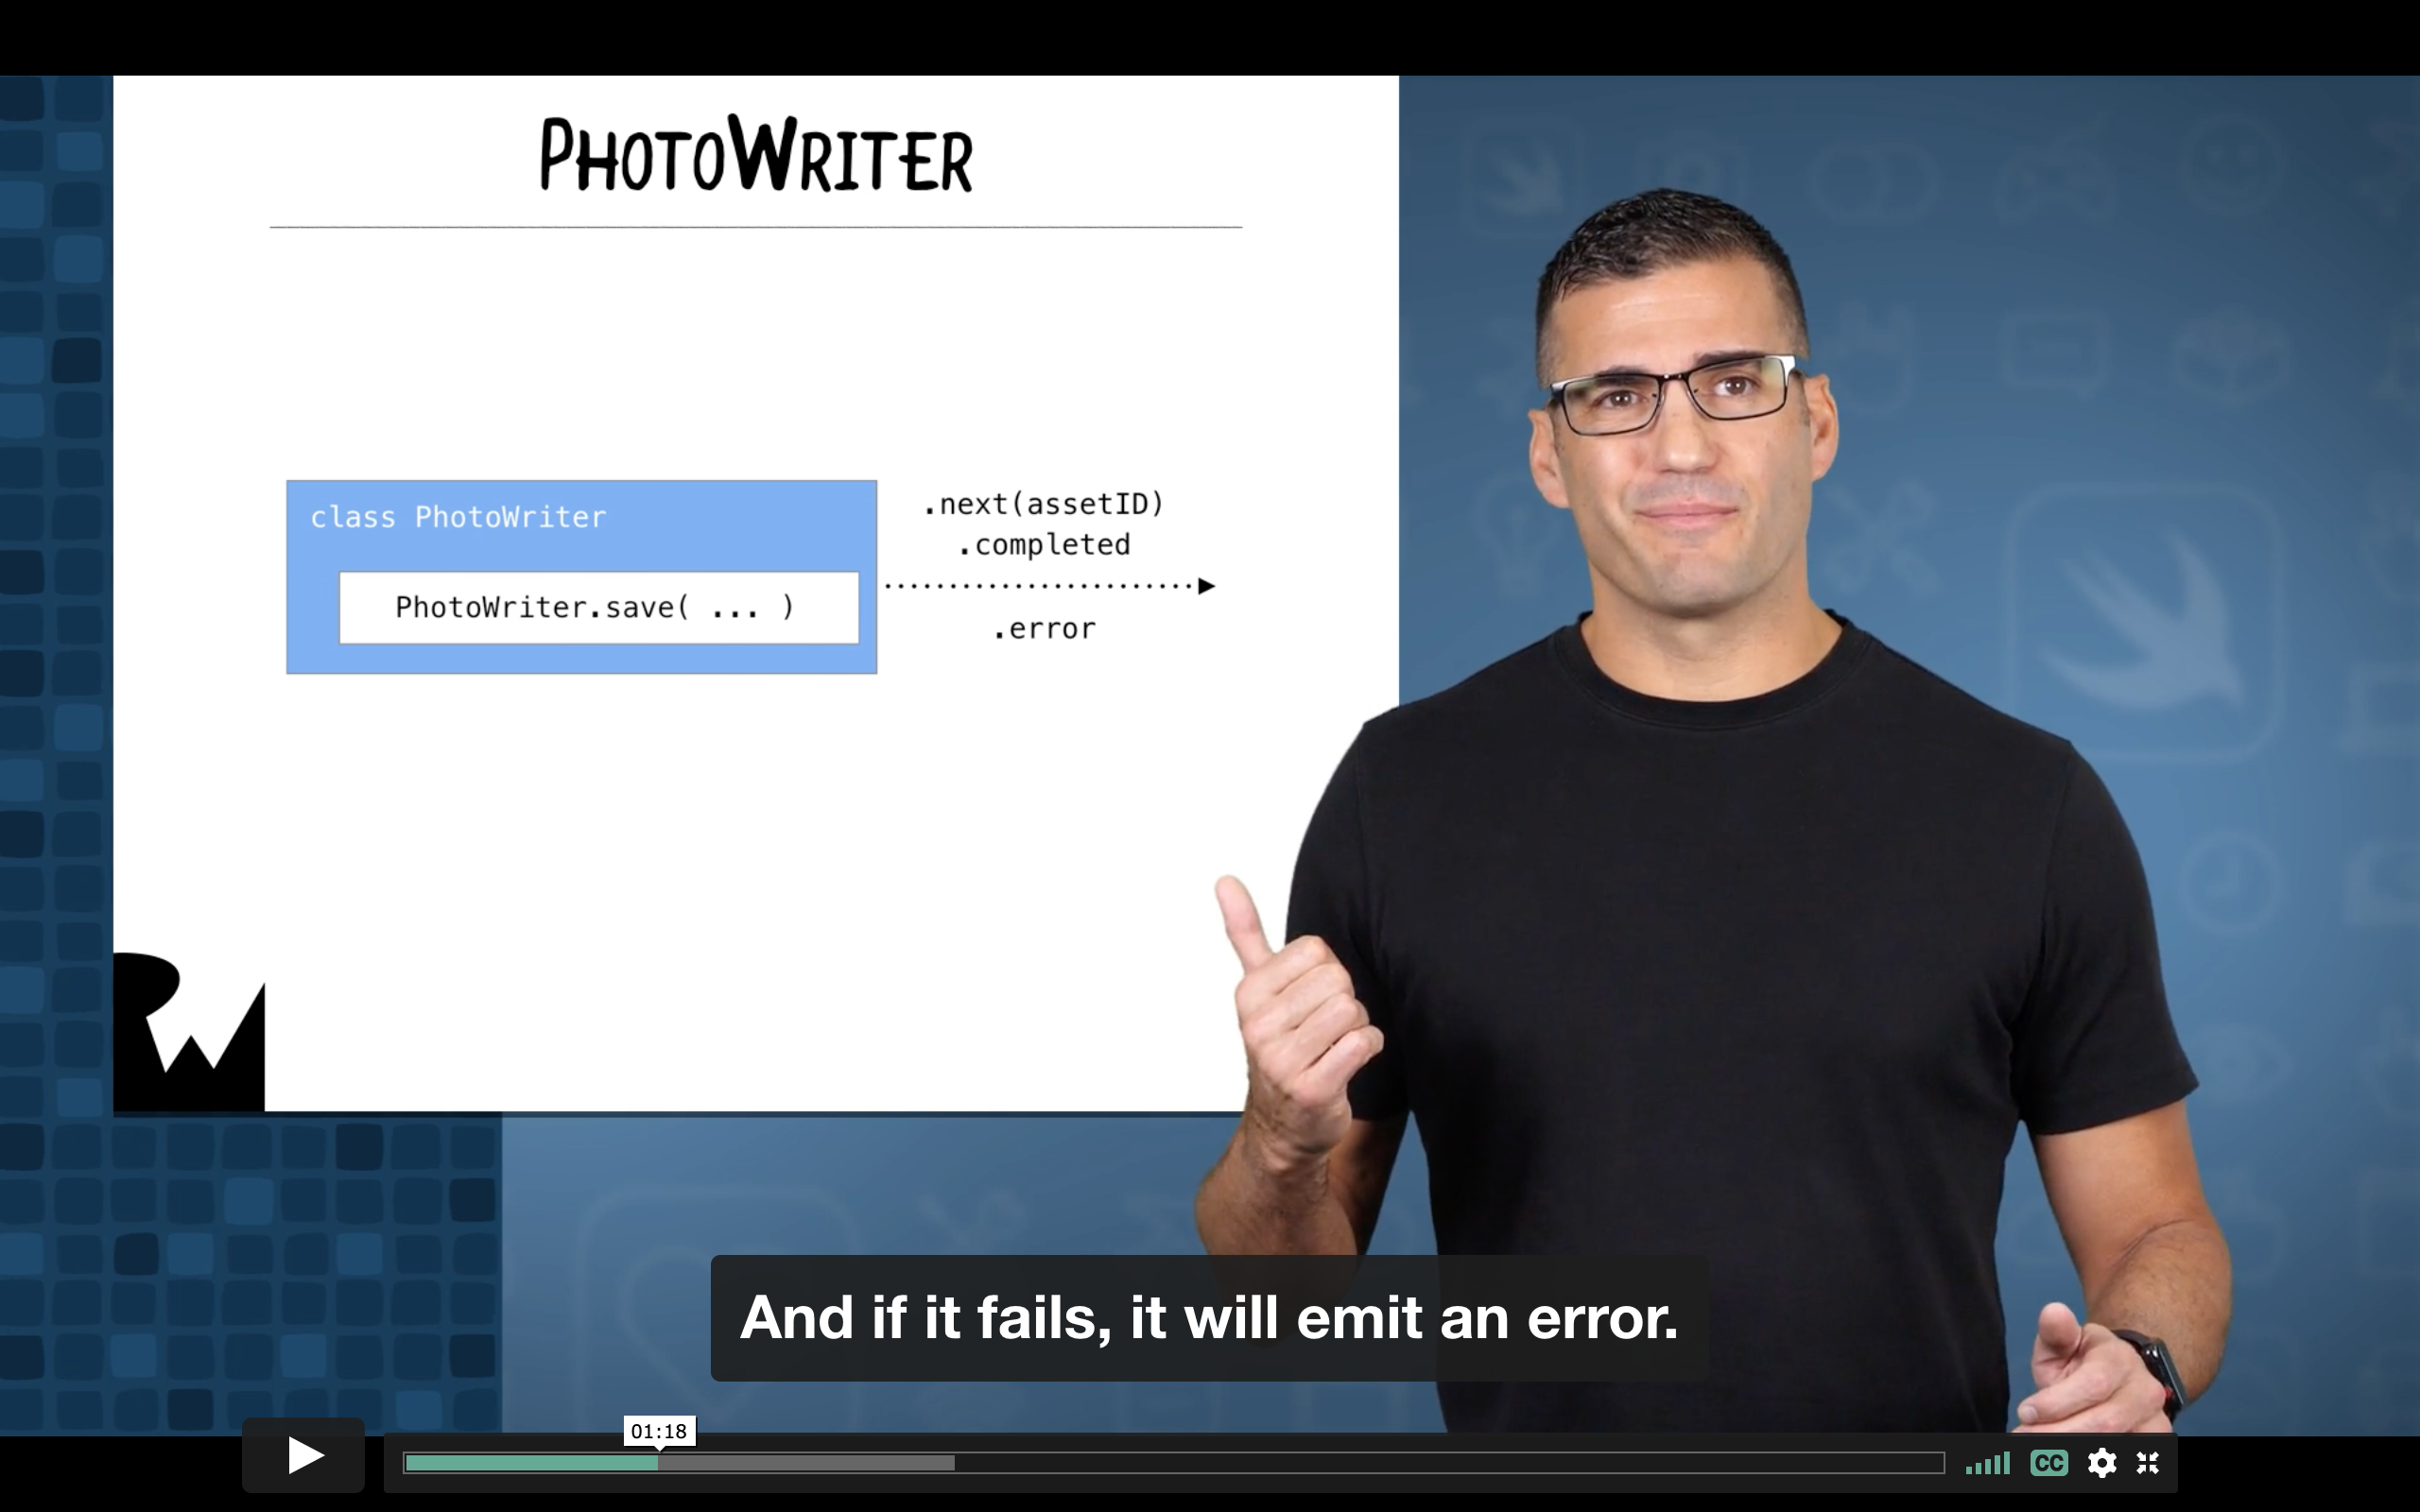 PHOTOWRITER
class PhotoWriter
PhotoWriter.save( ... )
.next(assetID)
.completed
.error
RW
And if it fails, it will emit an error.
01:18
CC